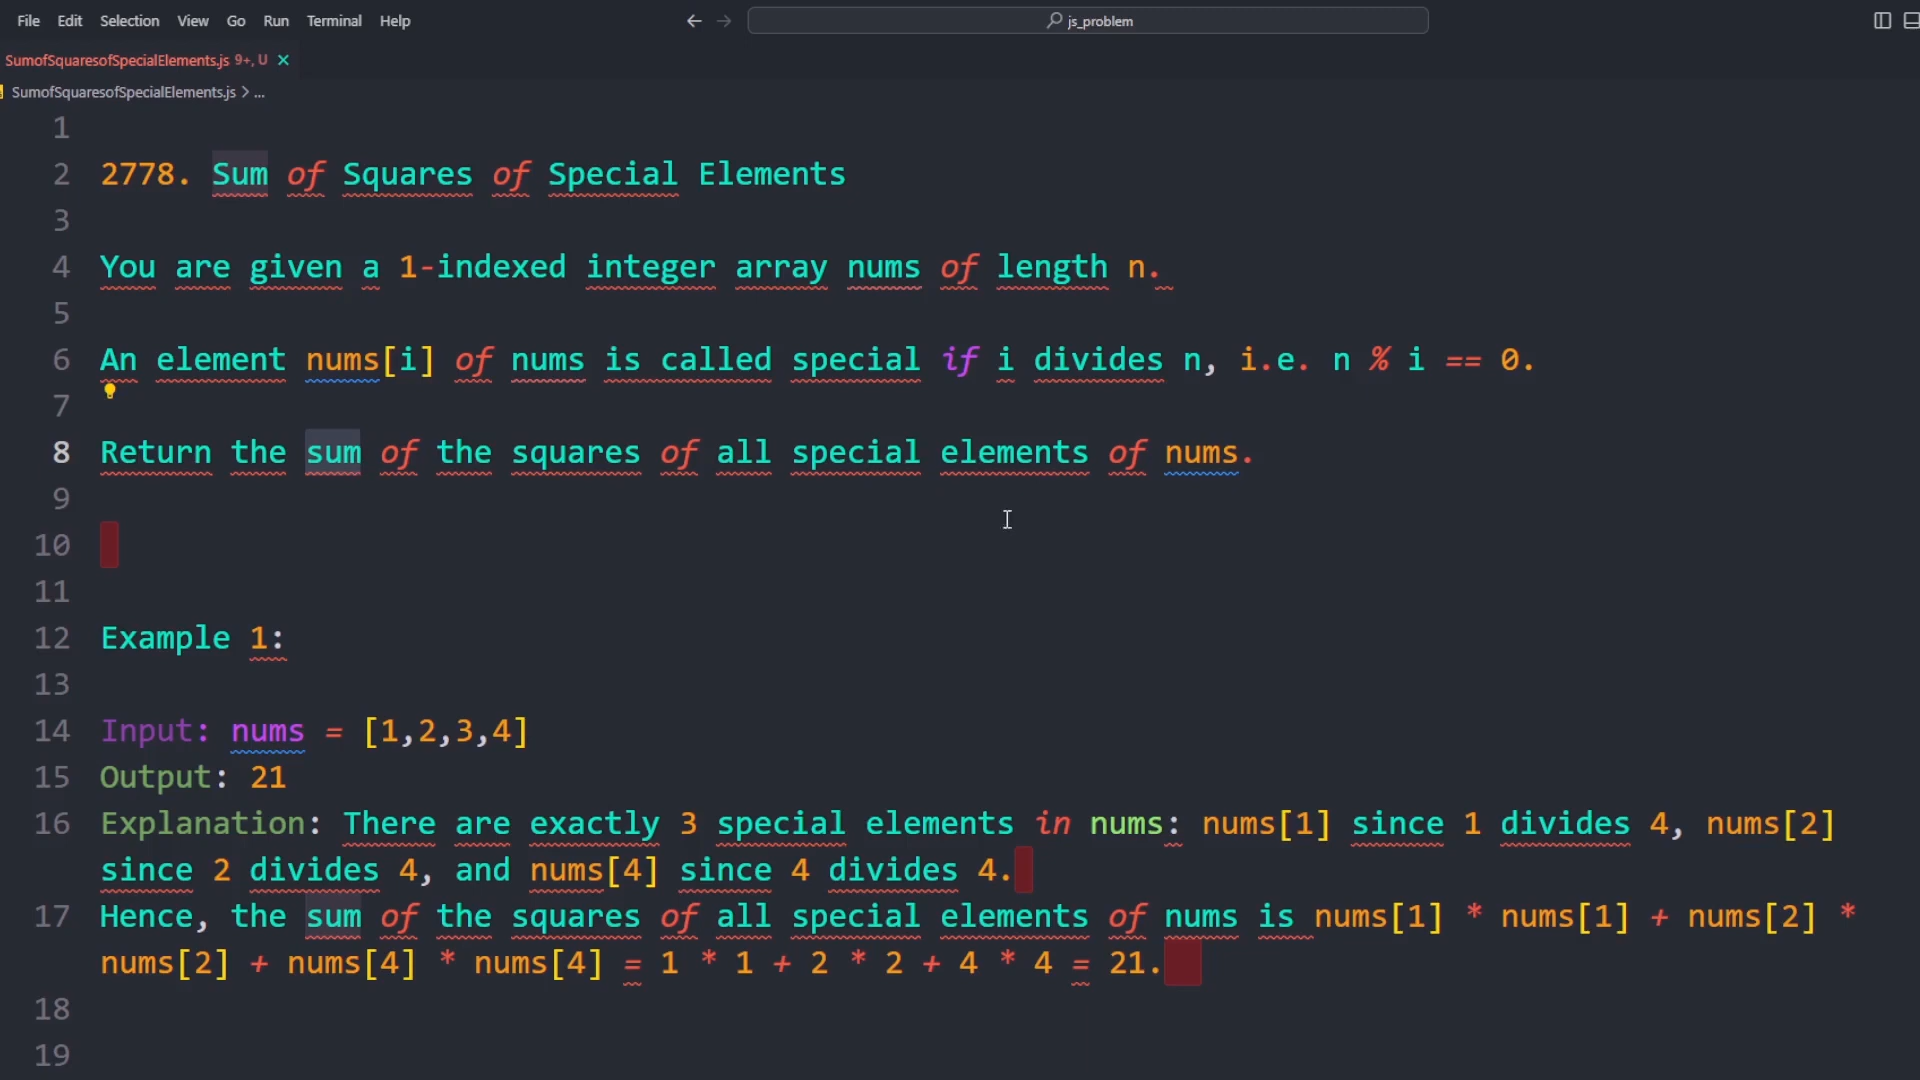 File Edit Selection View Go Run Terminal Help
js_problem
SumofSquaresofSpecialElements.js 9+, U
SumofSquaresofSpecialElements.js > ...
1
2 2778. Sum of Squares of Special Elements
3
4 You are given a 1-indexed integer array nums of length n.
5
6 An element nums[i] of nums is called special if i divides n, i.e. n % i == 0.
7
8 Return the sum of the squares of all special elements of nums.
9
10
11
12 Example 1:
13
14 Input: nums = [1,2,3,4]
15 Output: 21
16 Explanation: There are exactly 3 special elements in nums: nums[1] since 1 divides 4, nums[2]
since 2 divides 4, and nums[4] since 4 divides 4.
17 Hence, the sum of the squares of all special elements of nums is nums[1] * nums[1] + nums[2] *
nums[2] + nums[4] * nums[4] = 1 * 1 + 2 * 2 + 4 * 4 = 21.
18
19